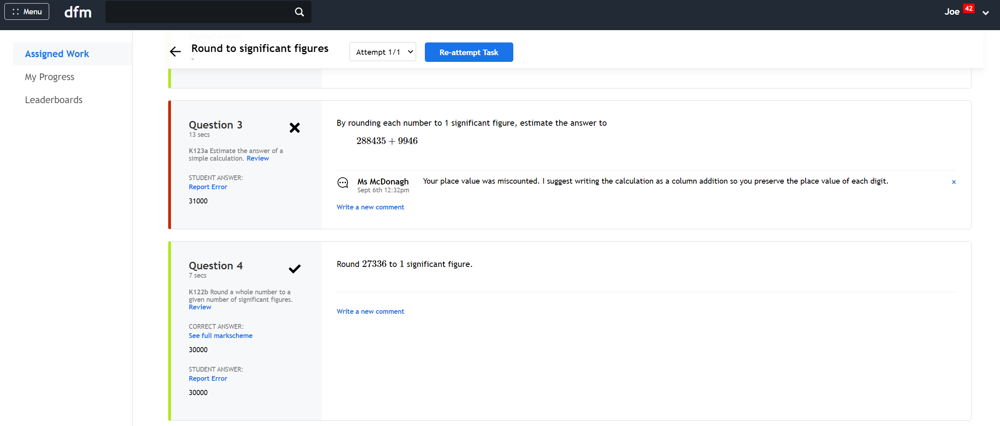 Menu
dfm
Joe 42
Assigned Work
My Progress
Leaderboards
STUDENT ANSWER:
Round to significant figures
-
Attempt 1/1
Re-attempt Task
Question 3
13 secs
K123a Estimate the answer of a
simple calculation. Review
STUDENT ANSWER:
Report Error
31000
By rounding each number to 1 significant figure, estimate the answer to
288435 + 9946
Ms McDonagh
Sept 6th 12:32pm
Your place value was miscounted. I suggest writing the calculation as a column addition so you preserve the place value of each digit.
×
Write a new comment
Question 4
7 secs
K122b Round a whole number to a
given number of significant figures.
Review
CORRECT ANSWER:
See full markscheme
30000
STUDENT ANSWER:
Report Error
30000
Round 27336 to 1 significant figure.
Write a new comment